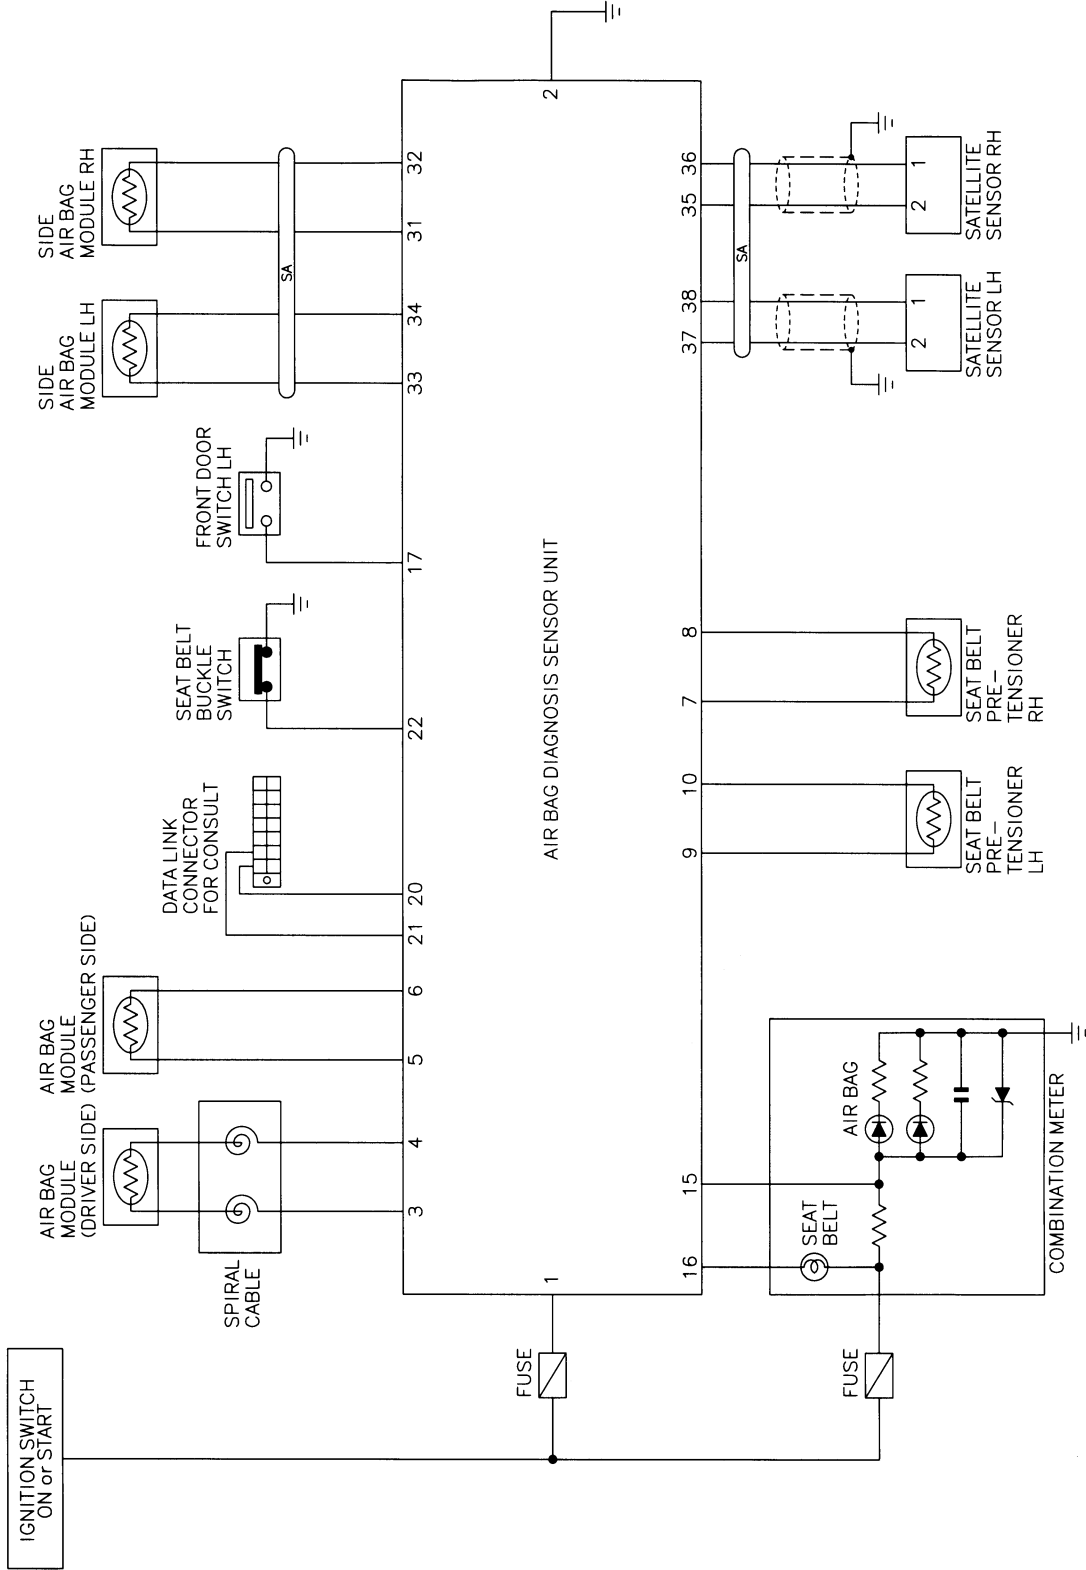 IGNITION SWITCH
ON or START
FUSE
FUSE
SPIRAL
CABLE
AIR BAG
MODULE
(DRIVER SIDE)
AIR BAG
MODULE
(PASSENGER SIDE)
DATA LINK
CONNECTOR
FOR CONSULT
SEAT BELT
BUCKLE
SWITCH
FRONT DOOR
SWITCH LH
SIDE
AIR BAG
MODULE LH
SIDE
AIR BAG
MODULE RH
SA
3
4
5
6
21
20
22
17
33
34
31
32
1
AIR BAG DIAGNOSIS SENSOR UNIT
2
16
15
9
10
7
8
37
38
35
36
SA
SEAT
BELT
AIR BAG
COMBINATION METER
SEAT BELT
PRE-
TENSIONER
LH
SEAT BELT
PRE-
TENSIONER
RH
2
1
SATELLITE
SENSOR LH
2
1
SATELLITE
SENSOR RH